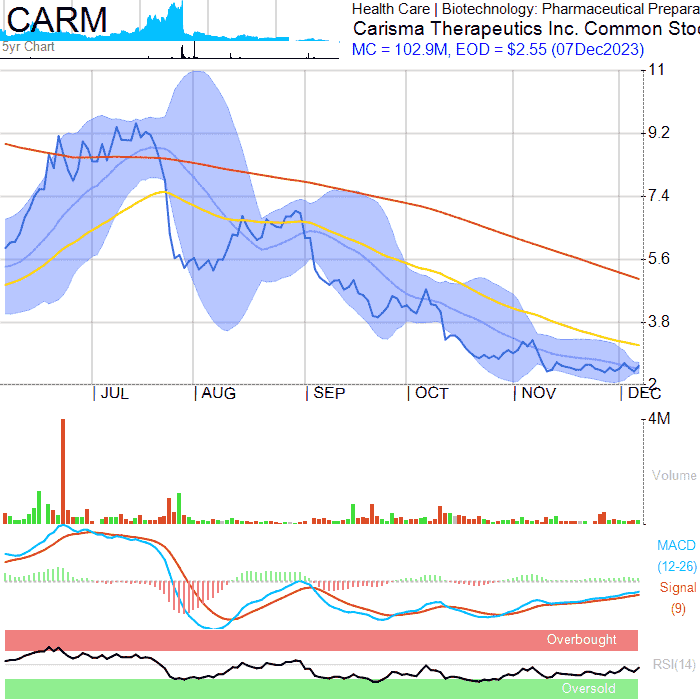 CARM
5yr Chart
Health Care | Biotechnology: Pharmaceutical Prepara
Carisma Therapeutics Inc. Common Stoc
MC = 102.9M, EOD = $2.55 (07Dec2023)
11
9.2
7.4
5.6
3.8
2
JUL AUG SEP OCT NOV DEC
4M
Volume
MACD
(12-26)
Signal
(9)
Overbought
RSI(14)
Oversold